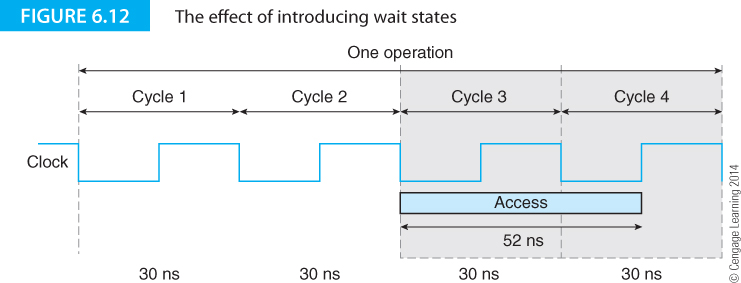 FIGURE 6.12 The effect of introducing wait states
One operation
Cycle 1 Cycle 2 Cycle 3 Cycle 4
Clock
Access
52 ns
30 ns 30 ns 30 ns 30 ns
© Cengage Learning 2014